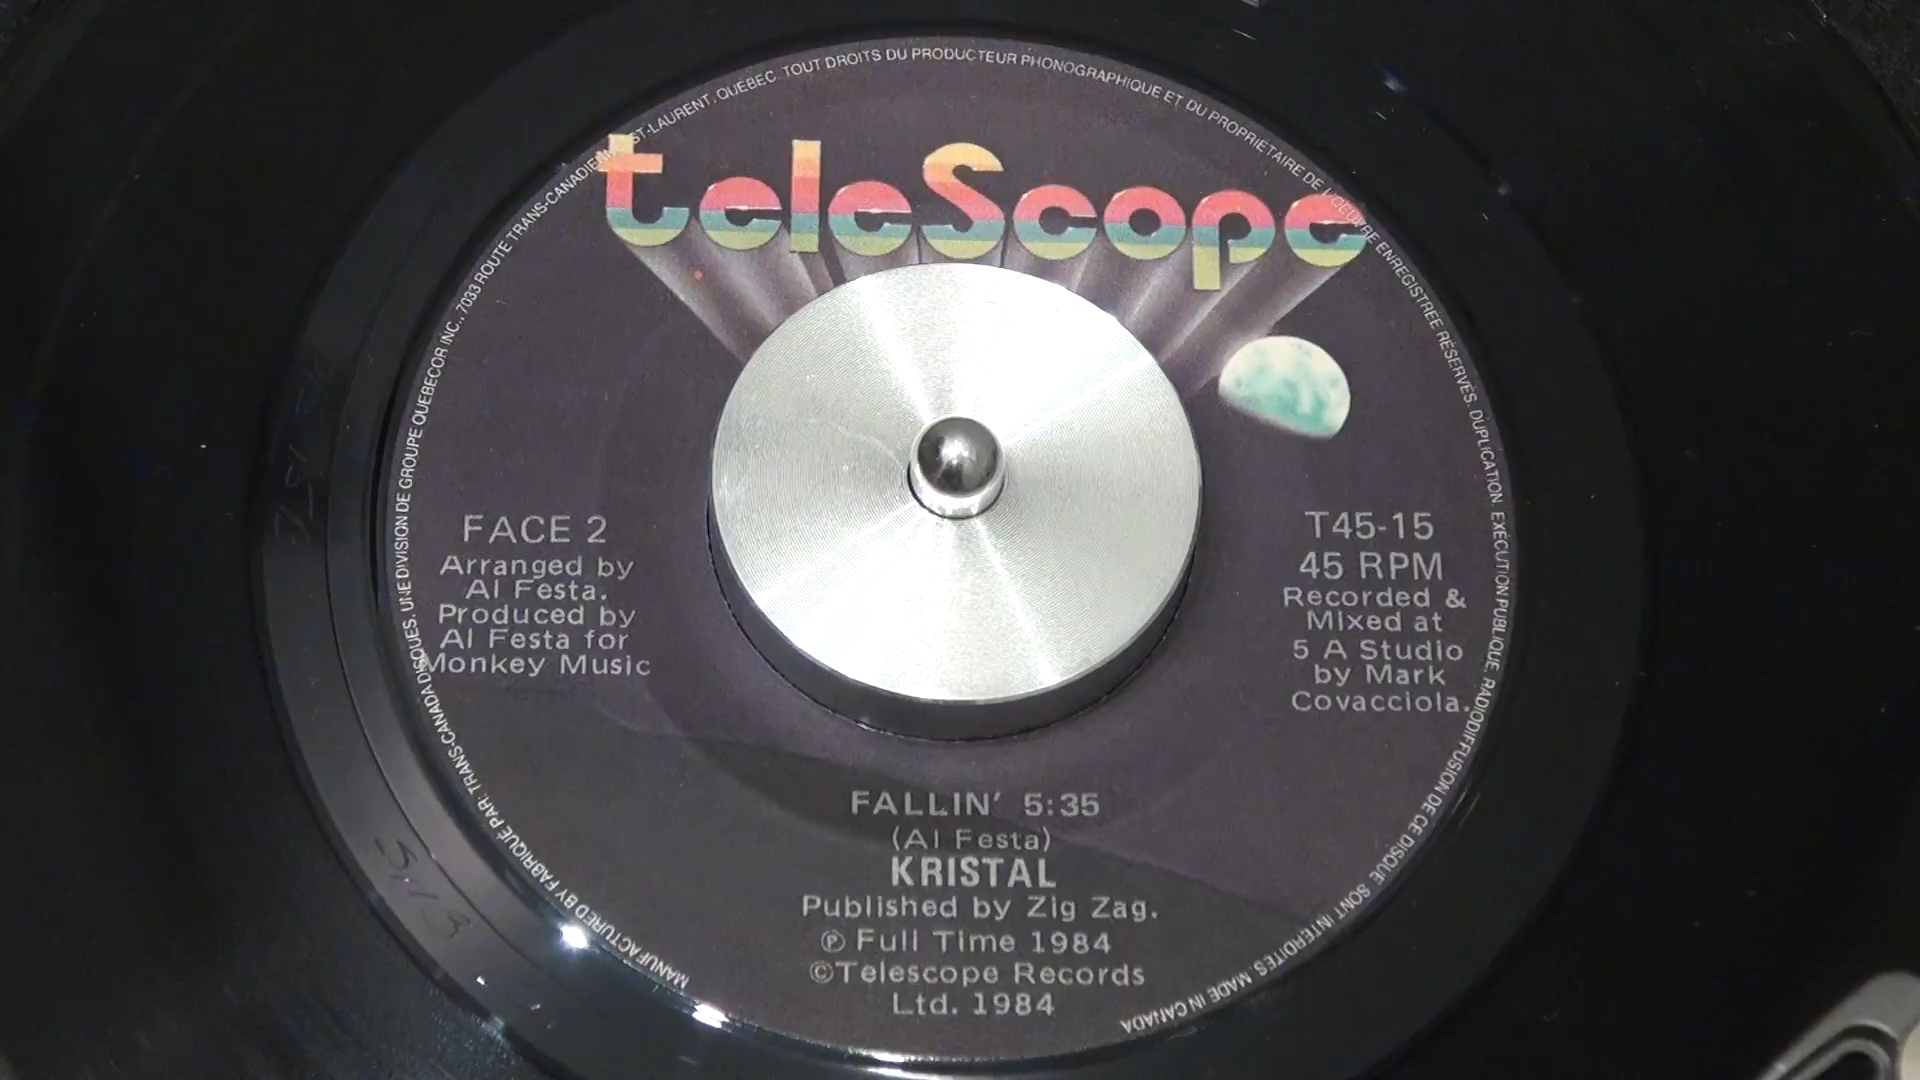 MANUFACTURED BY FABRIQUÉ PAR: TRANS-CANADA DISQUES, UNE DIVISION DE GROUPE QUEBECOR INC., 7033 ROUTE TRANS-CANADIENNE ST-LAURENT, QUEBEC. TOUT DROITS DU PRODUCTEUR PHONOGRAPHIQUE ET DU PROPRIETAIRE DE L'OEUVRE ENREGISTRÉE RÉSERVÉS. DUPLICATION. EXÉCUTION PUBLIQUE. RADIODIFFUSION DE CE DISQUE SONT INTERDITES. MADE IN CANADA
teleScope
FACE 2
Arranged by
Al Festa.
Produced by
Al Festa for
Monkey Music
T45-15
45 RPM
Recorded &
Mixed at
5 A Studio
by Mark
Covacciola.
FALLIN' 5:35
(Al Festa)
KRISTAL
Published by Zig Zag.
℗ Full Time 1984
©Telescope Records
Ltd. 1984